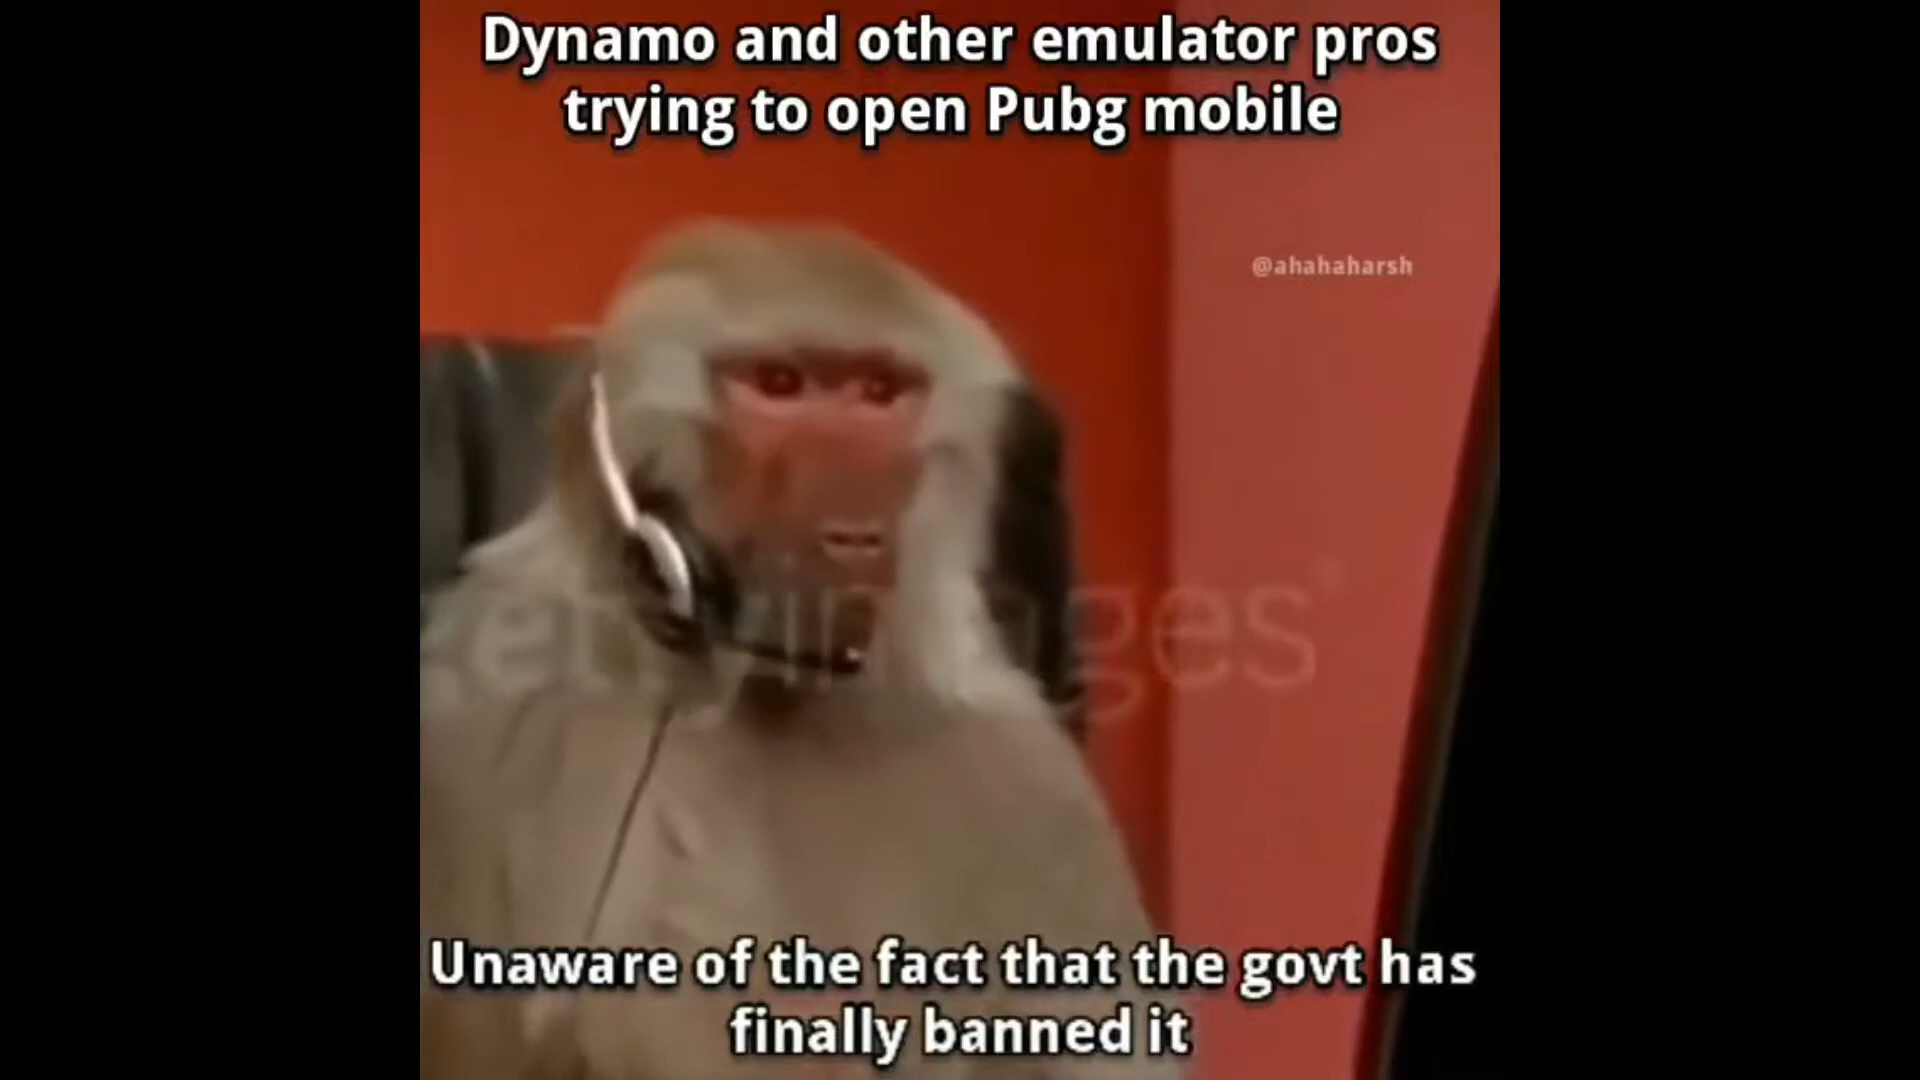 Dynamo and other emulator pros
trying to open Pubg mobile
@ahahaharsh
gettyimages
Unaware of the fact that the govt has
finally banned it